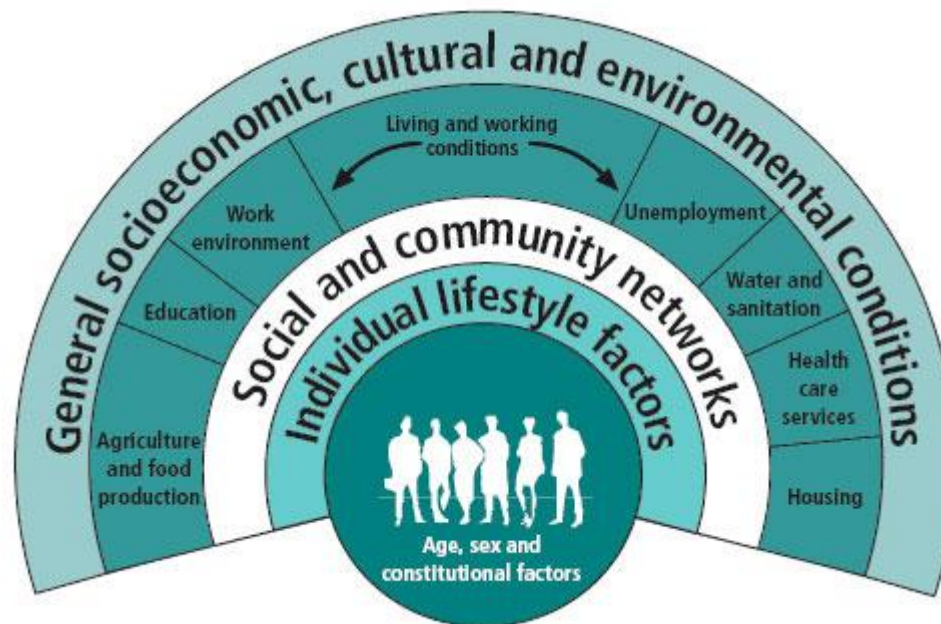 General socioeconomic, cultural and environmental conditions
Living and working
conditions
Work
environment
Unemployment
Education
Water and
sanitation
Agriculture
and food
production
Health
care
services
Housing
Social and community networks
Individual lifestyle factors
Age, sex and
constitutional factors